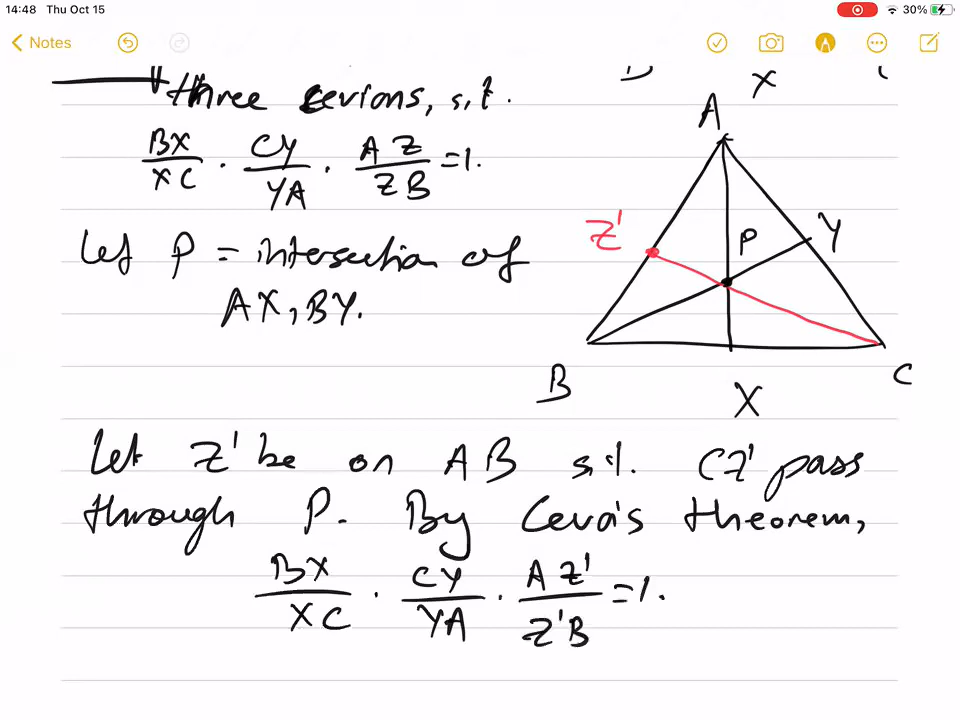 14:48 Thu Oct 15
30%
Notes
three cevians, s.t.
BX/XC · CY/YA · AZ/ZB = 1.
Let P = intersection of
AX, BY.
X
A
Z'
P
Y
B
X
C
Let Z' be on AB s.t. CZ' pass
through P. By Ceva's theorem,
BX/XC · CY/YA · AZ'/Z'B = 1.